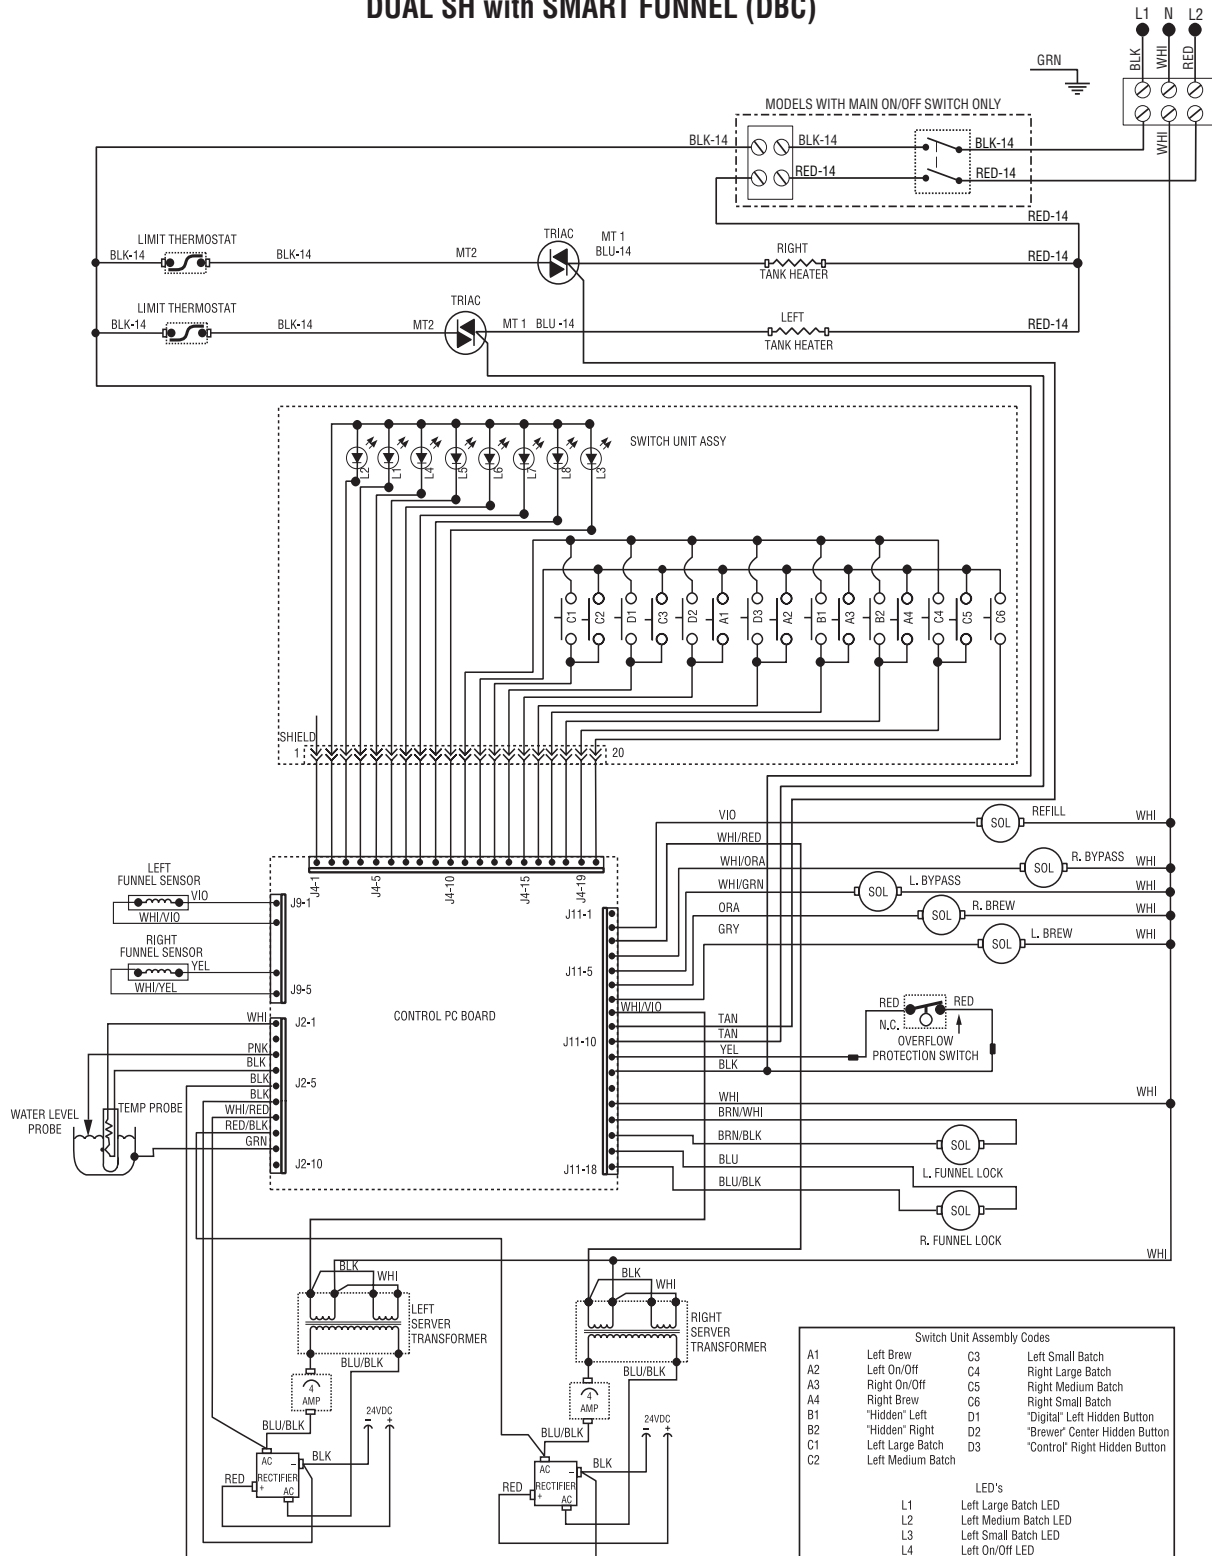 DUAL SH with SMART FUNNEL (DBC)
L1 N L2
BLK WHI RED
GRN
MODELS WITH MAIN ON/OFF SWITCH ONLY
BLK-14 BLK-14 BLK-14
WHI
RED-14 RED-14
RED-14
LIMIT THERMOSTAT
TRIAC
MT 1
BLU-14
BLK-14 BLK-14 MT2
RIGHT
TANK HEATER
RED-14
LIMIT THERMOSTAT
TRIAC
BLK-14 BLK-14 MT2 MT 1 BLU -14
LEFT
TANK HEATER
RED-14
SWITCH UNIT ASSY
L2 L1 L4 L5 L6 L7 L8 L3
C1 C2 D1 C3 D2 A1 D3 A2 B1 A3 B2 A4 C4 C5 C6
SHIELD
1 20
VIO SOL REFILL WHI
WHI/RED
WHI/ORA SOL R. BYPASS WHI
WHI/GRN SOL L. BYPASS WHI
ORA SOL R. BREW WHI
GRY SOL L. BREW WHI
J4-1 J4-5 J4-10 J4-15 J4-19
LEFT
FUNNEL SENSOR
VIO
WHI/VIO
J9-1
RIGHT
FUNNEL SENSOR
YEL
WHI/YEL
J9-5
J11-1
J11-5
WHI/VIO
CONTROL PC BOARD
J11-10
TAN
TAN
YEL
BLK
RED RED
N.C.
OVERFLOW
PROTECTION SWITCH
WHI J2-1
PNK
BLK
BLK J2-5
BLK
WHI/RED
RED/BLK
GRN
J2-10
WATER LEVEL
PROBE
TEMP PROBE
WHI WHI
BRN/WHI
BRN/BLK SOL
L. FUNNEL LOCK
BLU
J11-18
BLU/BLK SOL
R. FUNNEL LOCK
WHI
BLK
WHI
LEFT
SERVER
TRANSFORMER
BLU/BLK
4
AMP
BLU/BLK
24VDC
- +
BLK
AC
-
RECTIFIER
+
AC
RED
BLK
WHI
RIGHT
SERVER
TRANSFORMER
BLU/BLK
4
AMP
BLU/BLK
24VDC
- +
BLK
AC
-
RECTIFIER
+
AC
RED
Switch Unit Assembly Codes
A1 Left Brew
A2 Left On/Off
A3 Right On/Off
A4 Right Brew
B1 "Hidden" Left
B2 "Hidden" Right
C1 Left Large Batch
C2 Left Medium Batch
C3 Left Small Batch
C4 Right Large Batch
C5 Right Medium Batch
C6 Right Small Batch
D1 "Digital" Left Hidden Button
D2 "Brewer" Center Hidden Button
D3 "Control" Right Hidden Button
LED's
L1 Left Large Batch LED
L2 Left Medium Batch LED
L3 Left Small Batch LED
L4 Left On/Off LED